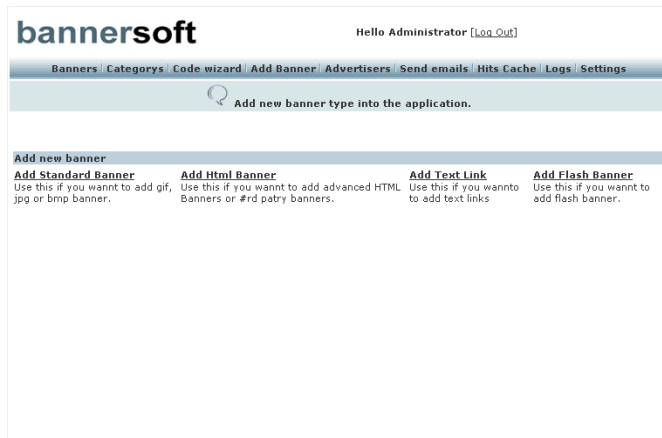 bannersoft
Hello Administrator [Log Out]
Banners Categorys Code wizard Add Banner Advertisers Send emails Hits Cache Logs Settings
Add new banner type into the application.
Add new banner
Add Standard Banner
Use this if you wannt to add gif,
jpg or bmp banner.
Add Html Banner
Use this if you wannt to add advanced HTML
Banners or #rd patry banners.
Add Text Link
Use this if you wannto
to add text links
Add Flash Banner
Use this if you wannt to
add flash banner.